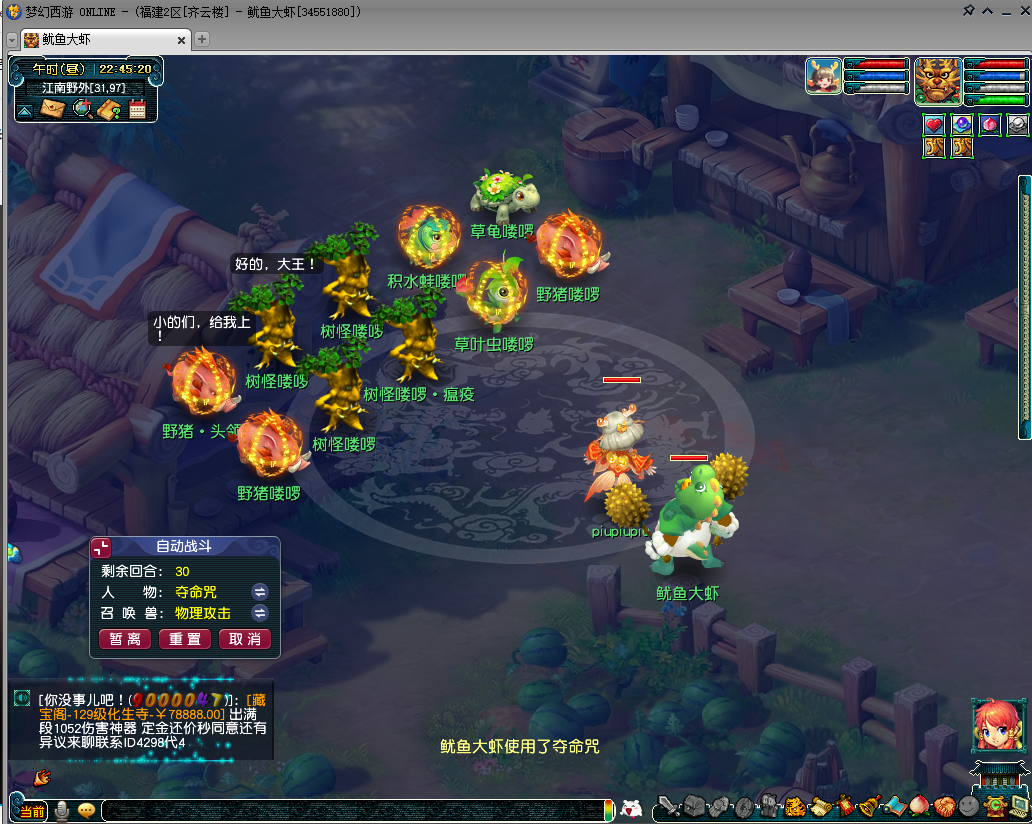 梦幻西游 ONLINE - (福建2区[齐云楼] - 鱿鱼大虾[34551880])
鱿鱼大虾
午时(昼) 22:45:20
江南野外[31,97]
草龟喽啰
好的，大王！
积水蛙喽啰
野猪喽啰
小的们，给我上
！
树怪喽啰
草叶虫喽啰
树怪喽啰
树怪喽啰·瘟疫
野猪·头领
树怪喽啰
野猪喽啰
piupiupiu
鱿鱼大虾
自动战斗
剩余回合： 30
人 物： 夺命咒
召 唤 兽： 物理攻击
暂 离 重 置 取 消
[你没事儿吧！(9000047)]：[藏
宝阁-129级化生寺-￥78888.00] 出满
段1052伤害神器 定金还价秒同意还有
异议来聊联系ID4298代4
鱿鱼大虾使用了夺命咒
当前